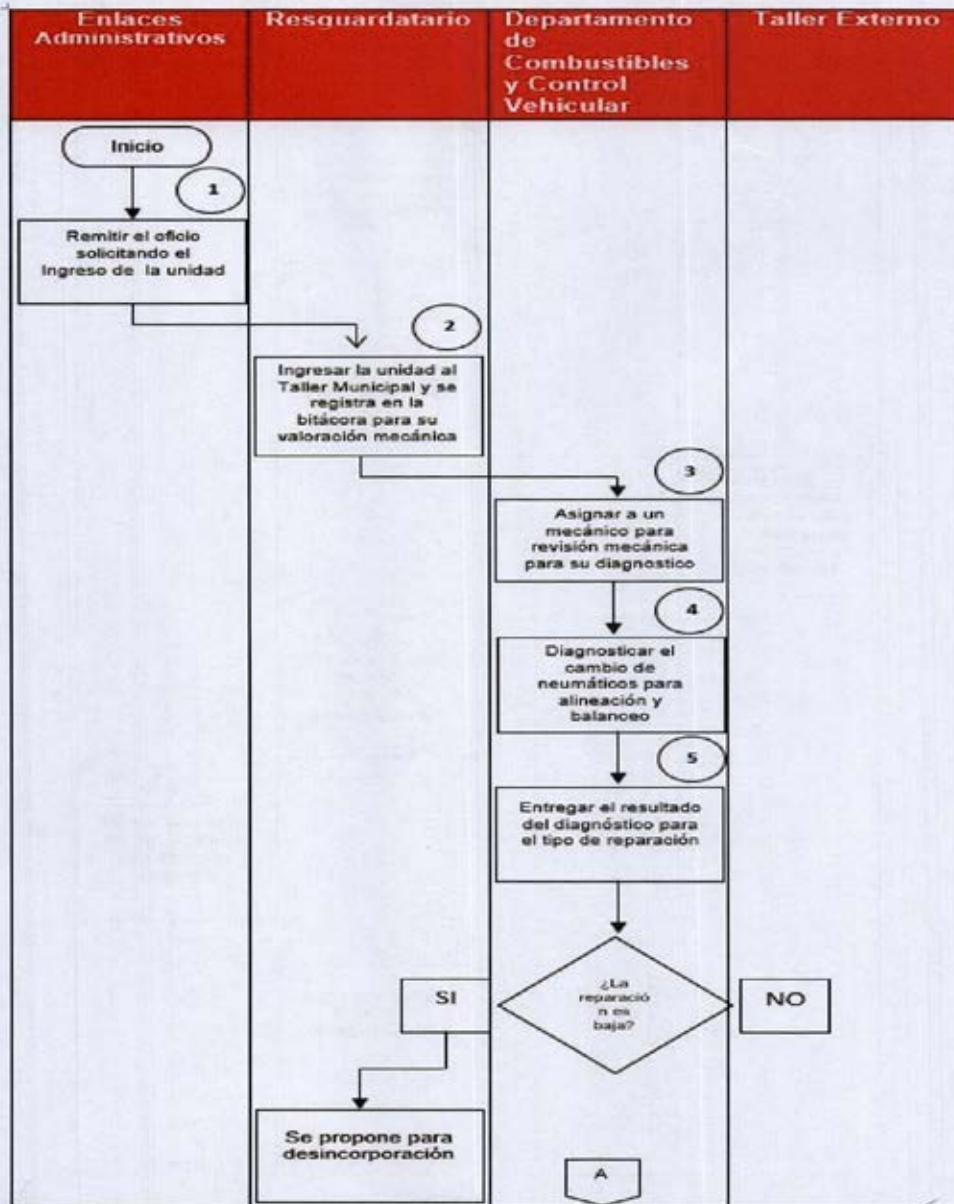 Enlaces
Administrativos
Resguardatario
Departamento
de
Combustibles
y Control
Vehicular
Taller Externo
Inicio
1
Remitir el oficio
solicitando el
Ingreso de la unidad
2
Ingresar la unidad al
Taller Municipal y se
registra en la
bitácora para su
valoración mecánica
3
Asignar a un
mecánico para
revisión mecánica
para su diagnostico
4
Diagnosticar el
cambio de
neumáticos para
alineación y
balanceo
5
Entregar el resultado
del diagnóstico para
el tipo de reparación
¿La
reparació
n es
baja?
SI
NO
Se propone para
desincorporación
A